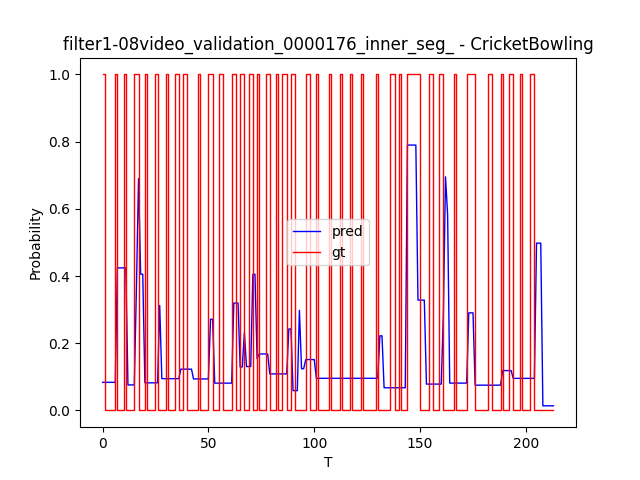 filter1-08video_validation_0000176_inner_seg_ - CricketBowling
1.0
0.8
0.6
0.4
0.2
0.0
Probability
pred
gt
0 50 100 150 200
T